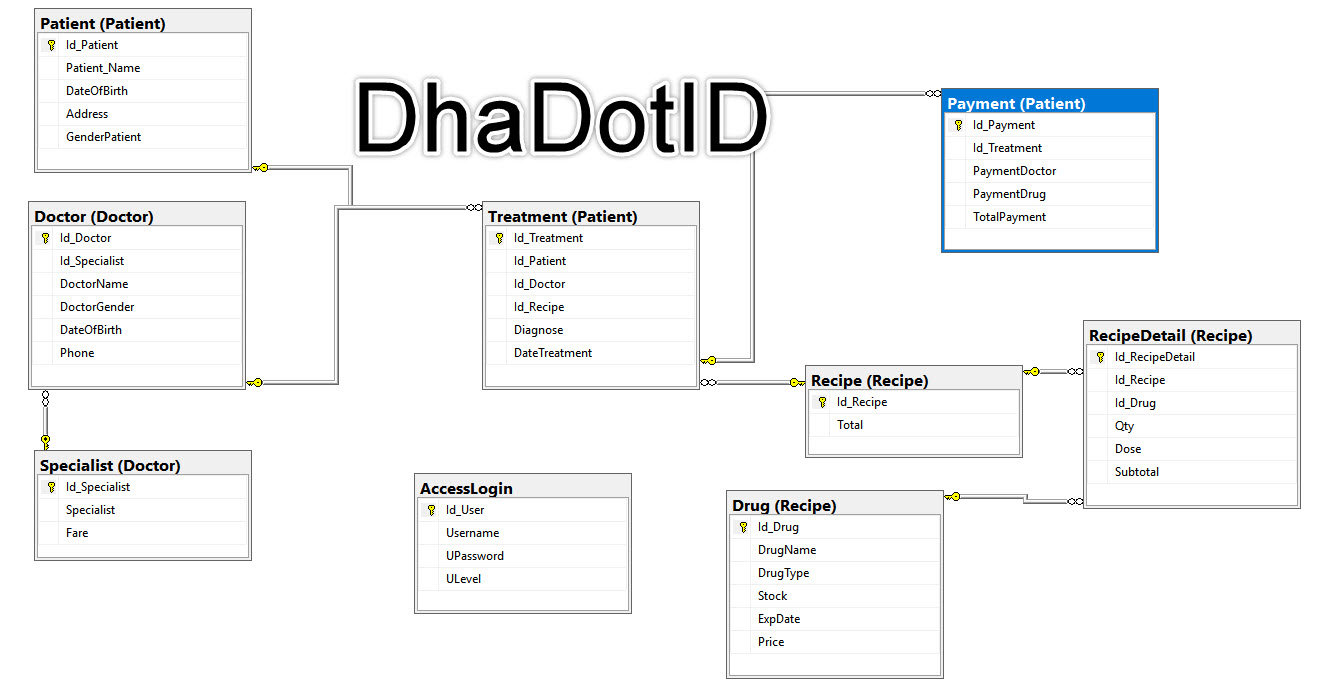 Patient (Patient)
Id_Patient
Patient_Name
DateOfBirth
Address
GenderPatient
DhaDotID
Payment (Patient)
Id_Payment
Id_Treatment
PaymentDoctor
PaymentDrug
TotalPayment
Doctor (Doctor)
Id_Doctor
Id_Specialist
DoctorName
DoctorGender
DateOfBirth
Phone
Treatment (Patient)
Id_Treatment
Id_Patient
Id_Doctor
Id_Recipe
Diagnose
DateTreatment
RecipeDetail (Recipe)
Id_RecipeDetail
Id_Recipe
Id_Drug
Qty
Dose
Subtotal
Recipe (Recipe)
Id_Recipe
Total
Specialist (Doctor)
Id_Specialist
Specialist
Fare
AccessLogin
Id_User
Username
UPassword
ULevel
Drug (Recipe)
Id_Drug
DrugName
DrugType
Stock
ExpDate
Price